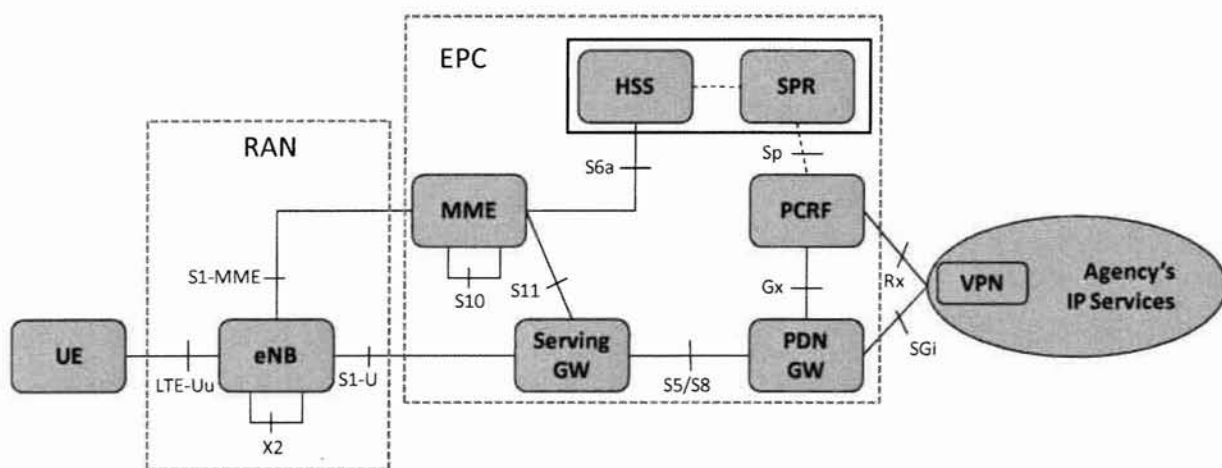 EPC
HSS
SPR
RAN
S6a
Sp
MME
PCRF
S1-MME
S10
S11
Gx
Rx
VPN
Agency's
IP Services
UE
LTE-Uu
eNB
S1-U
Serving
GW
S5/S8
PDN
GW
SGi
X2